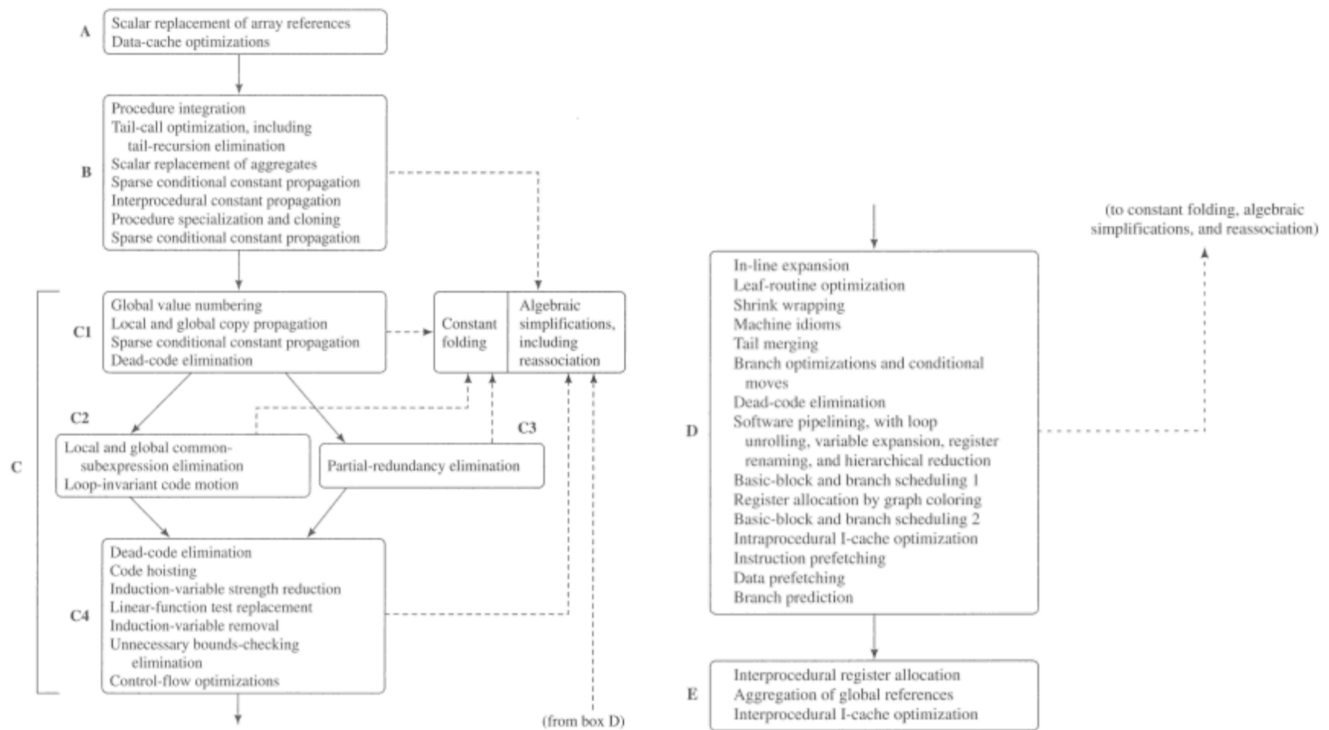 A
Scalar replacement of array references
Data-cache optimizations
B
Procedure integration
Tail-call optimization, including
tail-recursion elimination
Scalar replacement of aggregates
Sparse conditional constant propagation
Interprocedural constant propagation
Procedure specialization and cloning
Sparse conditional constant propagation
C
C1
Global value numbering
Local and global copy propagation
Sparse conditional constant propagation
Dead-code elimination
Constant
folding
Algebraic
simplifications,
including
reassociation
C2
Local and global common-
subexpression elimination
Loop-invariant code motion
C3
Partial-redundancy elimination
C4
Dead-code elimination
Code hoisting
Induction-variable strength reduction
Linear-function test replacement
Induction-variable removal
Unnecessary bounds-checking
elimination
Control-flow optimizations
(from box D)
(to constant folding, algebraic
simplifications, and reassociation)
D
In-line expansion
Leaf-routine optimization
Shrink wrapping
Machine idioms
Tail merging
Branch optimizations and conditional
moves
Dead-code elimination
Software pipelining, with loop
unrolling, variable expansion, register
renaming, and hierarchical reduction
Basic-block and branch scheduling 1
Register allocation by graph coloring
Basic-block and branch scheduling 2
Intraprocedural I-cache optimization
Instruction prefetching
Data prefetching
Branch prediction
E
Interprocedural register allocation
Aggregation of global references
Interprocedural I-cache optimization